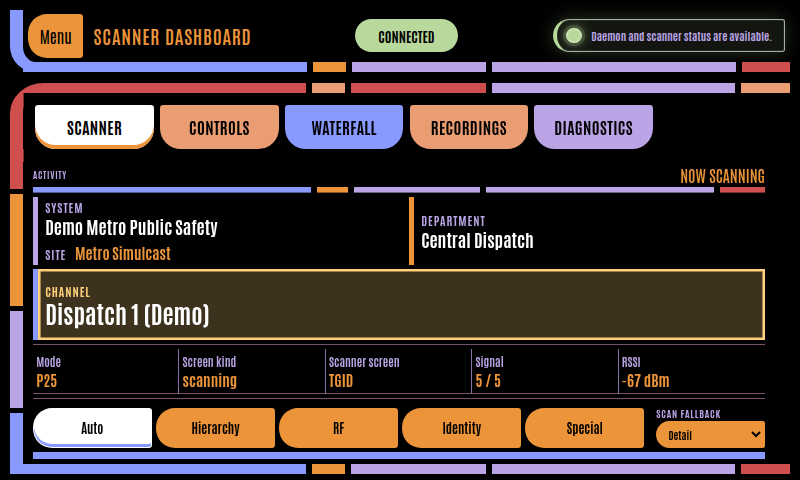 Menu
SCANNER DASHBOARD
CONNECTED
Daemon and scanner status are available.
SCANNER
CONTROLS
WATERFALL
RECORDINGS
DIAGNOSTICS
ACTIVITY
NOW SCANNING
SYSTEM
Demo Metro Public Safety
SITE Metro Simulcast
DEPARTMENT
Central Dispatch
CHANNEL
Dispatch 1 (Demo)
Mode
P25
Screen kind
scanning
Scanner screen
TGID
Signal
5 / 5
RSSI
-67 dBm
Auto
Hierarchy
RF
Identity
Special
SCAN FALLBACK
Detail